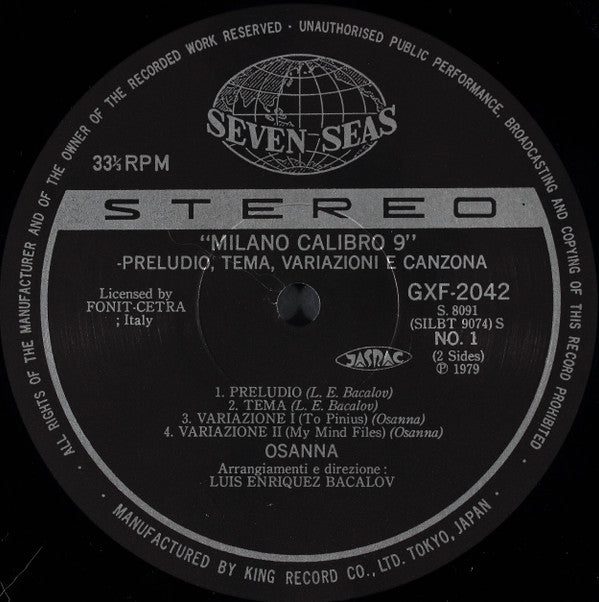 ALL RIGHTS OF THE MANUFACTURER AND OF THE OWNER OF THE RECORDED WORK RESERVED · UNAUTHORISED PUBLIC PERFORMANCE, BROADCASTING AND COPYING OF THIS RECORD PROHIBITED
SEVEN SEAS
33⅓ RPM
STEREO
"MILANO CALIBRO 9"
-PRELUDIO, TEMA, VARIAZIONI E CANZONA
Licensed by
FONIT-CETRA
; Italy
GXF-2042
S. 8091
(SILBT 9074) S
NO. 1
(2 Sides)
℗ 1979
JASRAC
1. PRELUDIO (L. E. Bacalov)
2. TEMA (L. E. Bacalov)
3. VARIAZIONE I (To Pinius) (Osanna)
4. VARIAZIONE II (My Mind Files) (Osanna)
OSANNA
Arrangiamenti e direzione :
LUIS ENRIQUEZ BACALOV
· MANUFACTURED BY KING RECORD CO., LTD. TOKYO, JAPAN ·